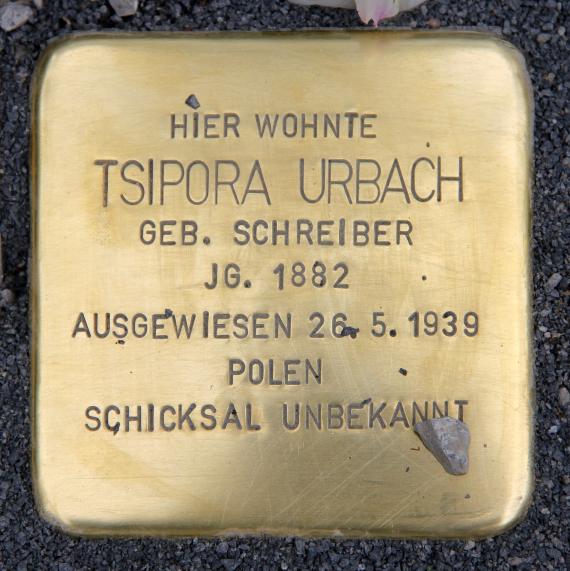 HIER WOHNTE
TSIPORA URBACH
GEB. SCHREIBER
JG. 1882
AUSGEWIESEN 26. 5. 1939
POLEN
SCHICKSAL UNBEKANNT